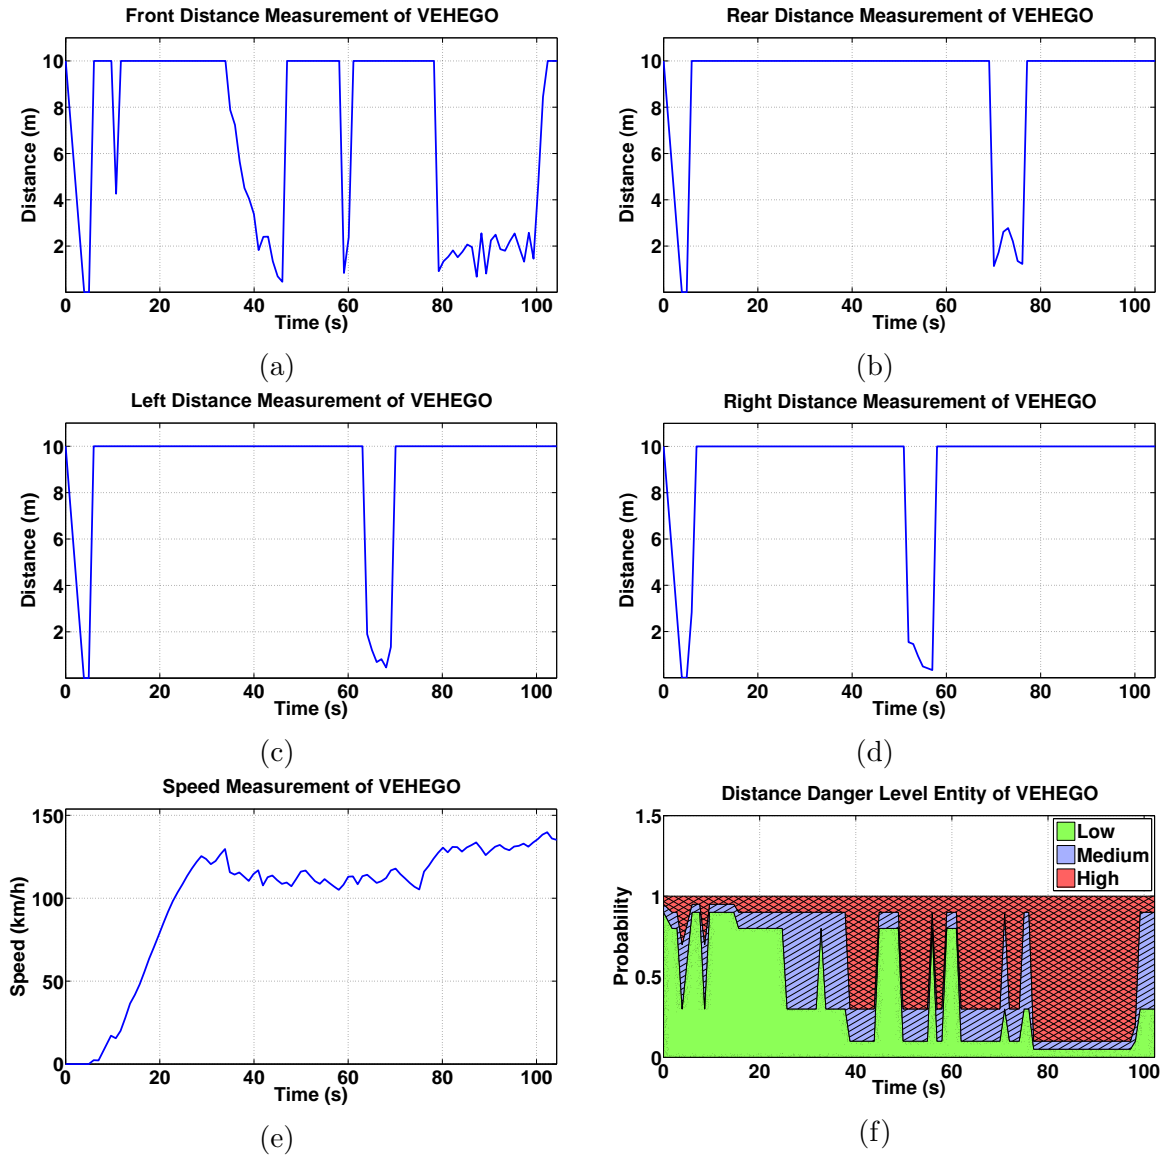 Front Distance Measurement of VEHEGO
Distance (m)
10
8
6
4
2
0 20 40 60 80 100
Time (s)
(a)
Rear Distance Measurement of VEHEGO
Distance (m)
10
8
6
4
2
0 20 40 60 80 100
Time (s)
(b)
Left Distance Measurement of VEHEGO
Distance (m)
10
8
6
4
2
0 20 40 60 80 100
Time (s)
(c)
Right Distance Measurement of VEHEGO
Distance (m)
10
8
6
4
2
0 20 40 60 80 100
Time (s)
(d)
Speed Measurement of VEHEGO
Speed (km/h)
150
100
50
0
0 20 40 60 80 100
Time (s)
(e)
Distance Danger Level Entity of VEHEGO
Probability
1.5
1
0.5
0
Low
Medium
High
0 20 40 60 80 100
Time (s)
(f)